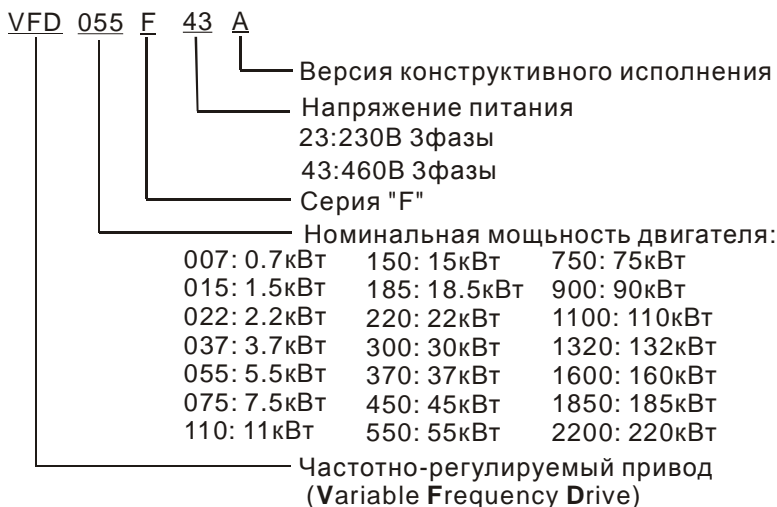 VFD 055 F 43 A
Версия конструктивного исполнения
Напряжение питания
23:230В 3фазы
43:460В 3фазы
Серия "F"
Номинальная мощьность двигателя:
007: 0.7кВт 150: 15кВт 750: 75кВт
015: 1.5кВт 185: 18.5кВт 900: 90кВт
022: 2.2кВт 220: 22кВт 1100: 110кВт
037: 3.7кВт 300: 30кВт 1320: 132кВт
055: 5.5кВт 370: 37кВт 1600: 160кВт
075: 7.5кВт 450: 45кВт 1850: 185кВт
110: 11кВт 550: 55кВт 2200: 220кВт
Частотно-регулируемый привод
(Variable Frequency Drive)